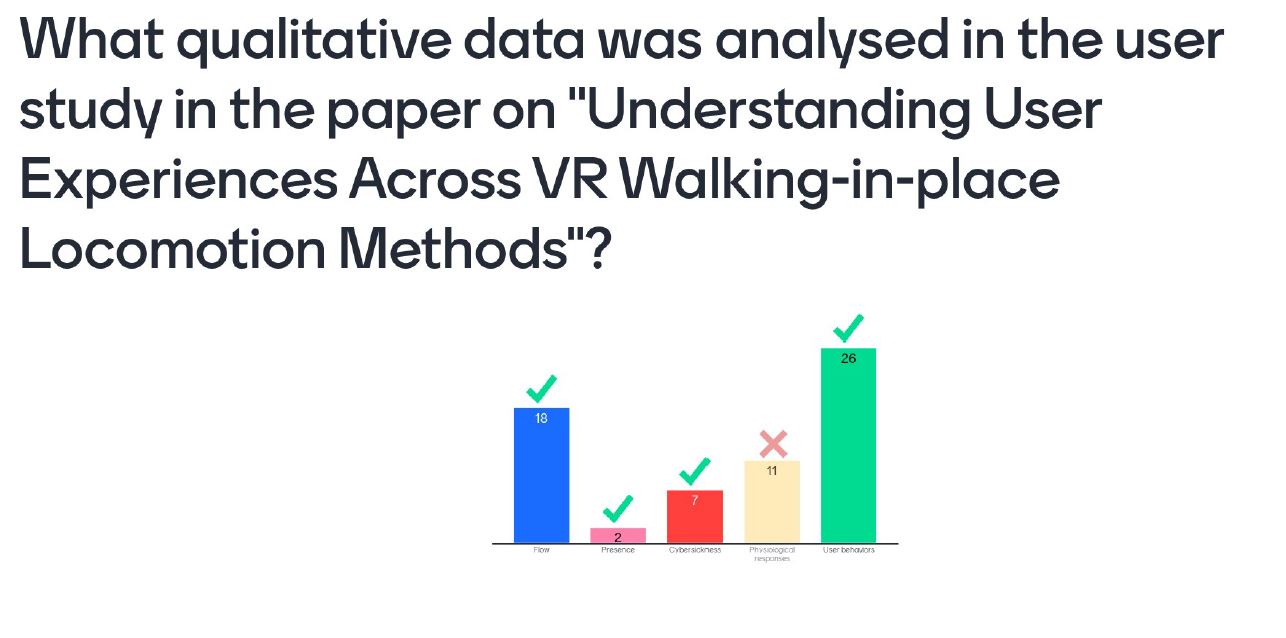 What qualitative data was analysed in the user
study in the paper on "Understanding User
Experiences Across VR Walking-in-place
Locomotion Methods"?
26
18
11
7
2
Flow
Presence
Cybersickness
Physiological
responses
User behaviors